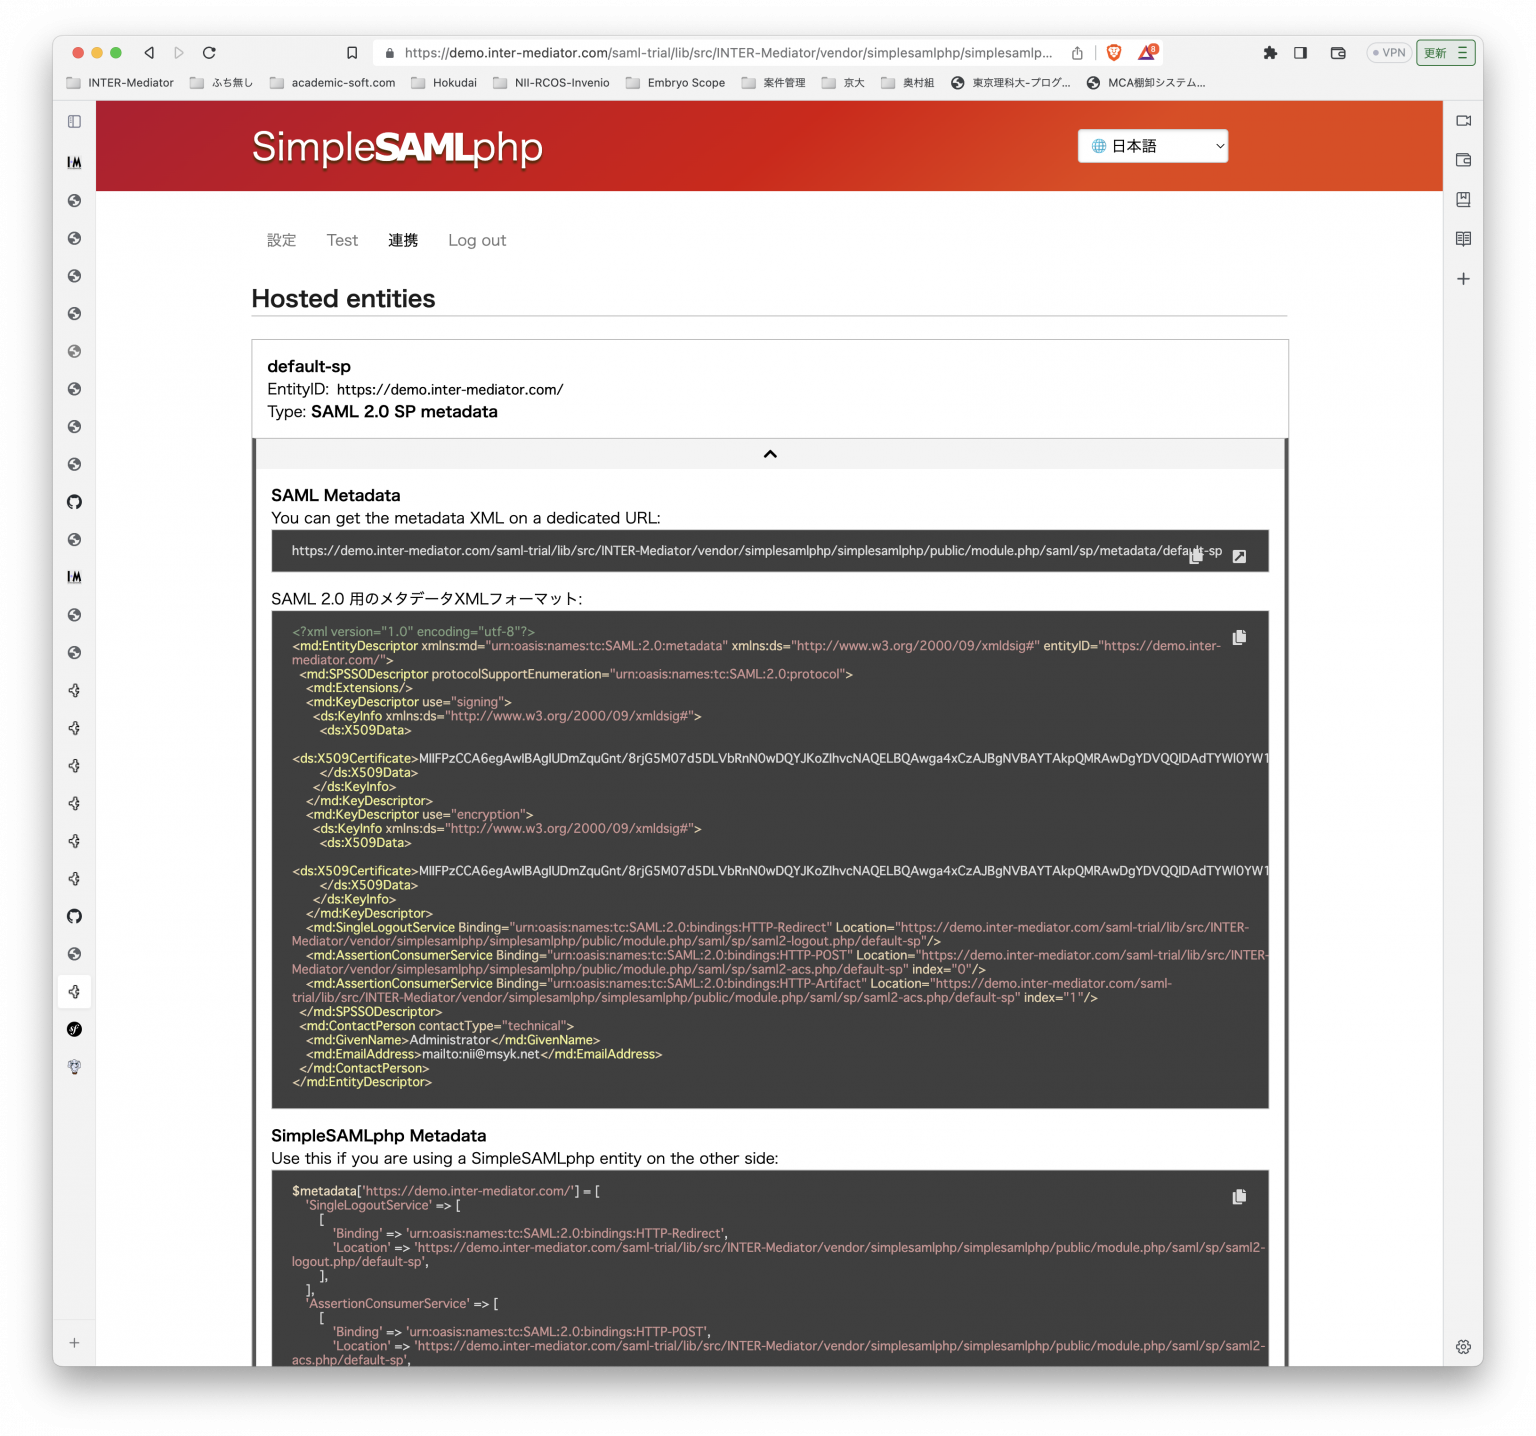 https://demo.inter-mediator.com/saml-trial/lib/src/INTER-Mediator/vendor/simplesamlphp/simplesamlp...
8
VPN
更新
INTER-Mediator
ふち無し
academic-soft.com
Hokudai
NII-RCOS-Invenio
Embryo Scope
案件管理
京大
奥村組
東京理科大-プログ...
MCA棚卸システム...
SimpleSAMLphp
日本語
設定
Test
連携
Log out
Hosted entities
default-sp
EntityID: https://demo.inter-mediator.com/
Type: SAML 2.0 SP metadata
SAML Metadata
You can get the metadata XML on a dedicated URL:
https://demo.inter-mediator.com/saml-trial/lib/src/INTER-Mediator/vendor/simplesamlphp/simplesamlphp/public/module.php/saml/sp/metadata/default-sp
SAML 2.0 用のメタデータXMLフォーマット:
<?xml version="1.0" encoding="utf-8"?>
<md:EntityDescriptor xmlns:md="urn:oasis:names:tc:SAML:2.0:metadata" xmlns:ds="http://www.w3.org/2000/09/xmldsig#" entityID="https://demo.inter-
mediator.com/">
<md:SPSSODescriptor protocolSupportEnumeration="urn:oasis:names:tc:SAML:2.0:protocol">
<md:Extensions/>
<md:KeyDescriptor use="signing">
<ds:KeyInfo xmlns:ds="http://www.w3.org/2000/09/xmldsig#">
<ds:X509Data>
<ds:X509Certificate>MIIFPzCCA6egAwIBAgIUDmZquGnt/8rjG5M07d5DLVbRnN0wDQYJKoZIhvcNAQELBQAwga4xCzAJBgNVBAYTAkpQMRAwDgYDVQQIDAdTYWl0YW1
</ds:X509Data>
</ds:KeyInfo>
</md:KeyDescriptor>
<md:KeyDescriptor use="encryption">
<ds:KeyInfo xmlns:ds="http://www.w3.org/2000/09/xmldsig#">
<ds:X509Data>
<ds:X509Certificate>MIIFPzCCA6egAwIBAgIUDmZquGnt/8rjG5M07d5DLVbRnN0wDQYJKoZIhvcNAQELBQAwga4xCzAJBgNVBAYTAkpQMRAwDgYDVQQIDAdTYWl0YW1
</ds:X509Data>
</ds:KeyInfo>
</md:KeyDescriptor>
<md:SingleLogoutService Binding="urn:oasis:names:tc:SAML:2.0:bindings:HTTP-Redirect" Location="https://demo.inter-mediator.com/saml-trial/lib/src/INTER-
Mediator/vendor/simplesamlphp/simplesamlphp/public/module.php/saml/sp/saml2-logout.php/default-sp"/>
<md:AssertionConsumerService Binding="urn:oasis:names:tc:SAML:2.0:bindings:HTTP-POST" Location="https://demo.inter-mediator.com/saml-trial/lib/src/INTER-
Mediator/vendor/simplesamlphp/simplesamlphp/public/module.php/saml/sp/saml2-acs.php/default-sp" index="0"/>
<md:AssertionConsumerService Binding="urn:oasis:names:tc:SAML:2.0:bindings:HTTP-Artifact" Location="https://demo.inter-mediator.com/saml-
trial/lib/src/INTER-Mediator/vendor/simplesamlphp/simplesamlphp/public/module.php/saml/sp/saml2-acs.php/default-sp" index="1"/>
</md:SPSSODescriptor>
<md:ContactPerson contactType="technical">
<md:GivenName>Administrator</md:GivenName>
<md:EmailAddress>mailto:nii@msyk.net</md:EmailAddress>
</md:ContactPerson>
</md:EntityDescriptor>
SimpleSAMLphp Metadata
Use this if you are using a SimpleSAMLphp entity on the other side:
$metadata['https://demo.inter-mediator.com/'] = [
'SingleLogoutService' => [
[
'Binding' => 'urn:oasis:names:tc:SAML:2.0:bindings:HTTP-Redirect',
'Location' => 'https://demo.inter-mediator.com/saml-trial/lib/src/INTER-Mediator/vendor/simplesamlphp/simplesamlphp/public/module.php/saml/sp/saml2-
logout.php/default-sp',
],
],
'AssertionConsumerService' => [
[
'Binding' => 'urn:oasis:names:tc:SAML:2.0:bindings:HTTP-POST',
'Location' => 'https://demo.inter-mediator.com/saml-trial/lib/src/INTER-Mediator/vendor/simplesamlphp/simplesamlphp/public/module.php/saml/sp/saml2-
acs.php/default-sp',